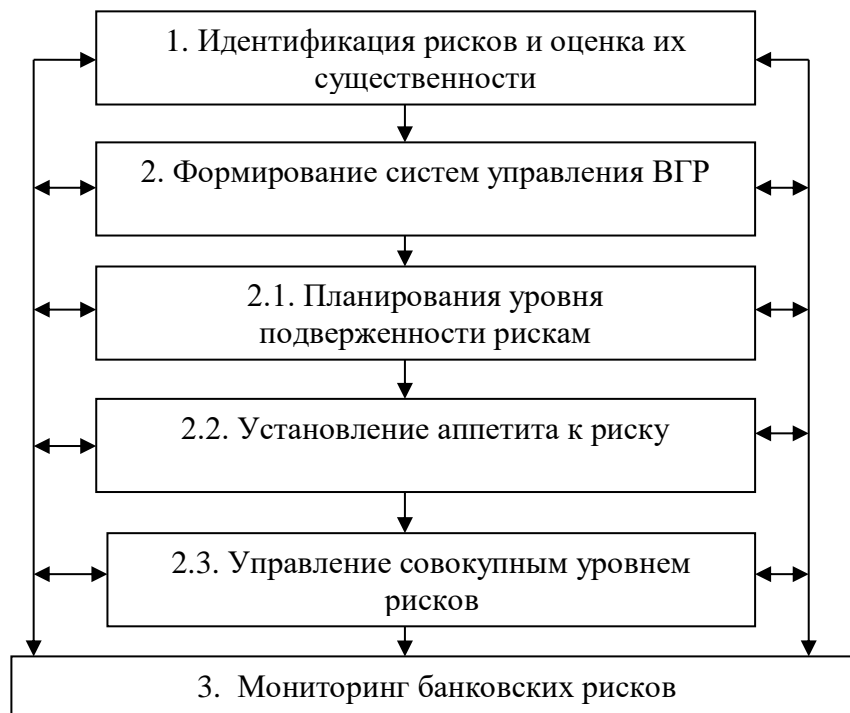 1. Идентификация рисков и оценка их
существенности
2. Формирование систем управления ВГР
2.1. Планирования уровня
подверженности рискам
2.2. Установление аппетита к риску
2.3. Управление совокупным уровнем
рисков
3. Мониторинг банковских рисков